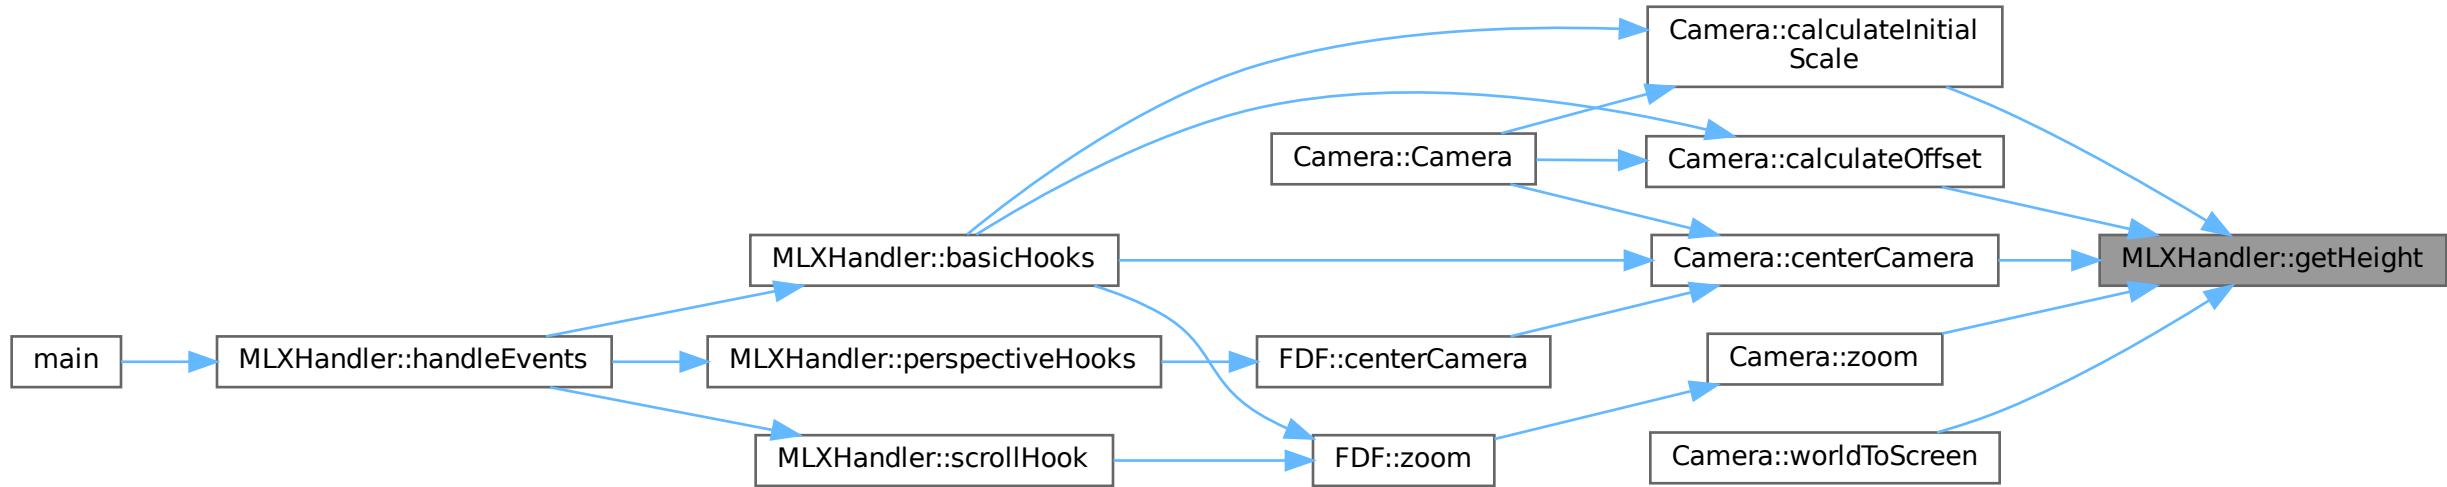 Camera::calculateInitial
Scale
Camera::Camera
Camera::calculateOffset
MLXHandler::basicHooks
Camera::centerCamera
MLXHandler::getHeight
main
MLXHandler::handleEvents
MLXHandler::perspectiveHooks
FDF::centerCamera
Camera::zoom
MLXHandler::scrollHook
FDF::zoom
Camera::worldToScreen